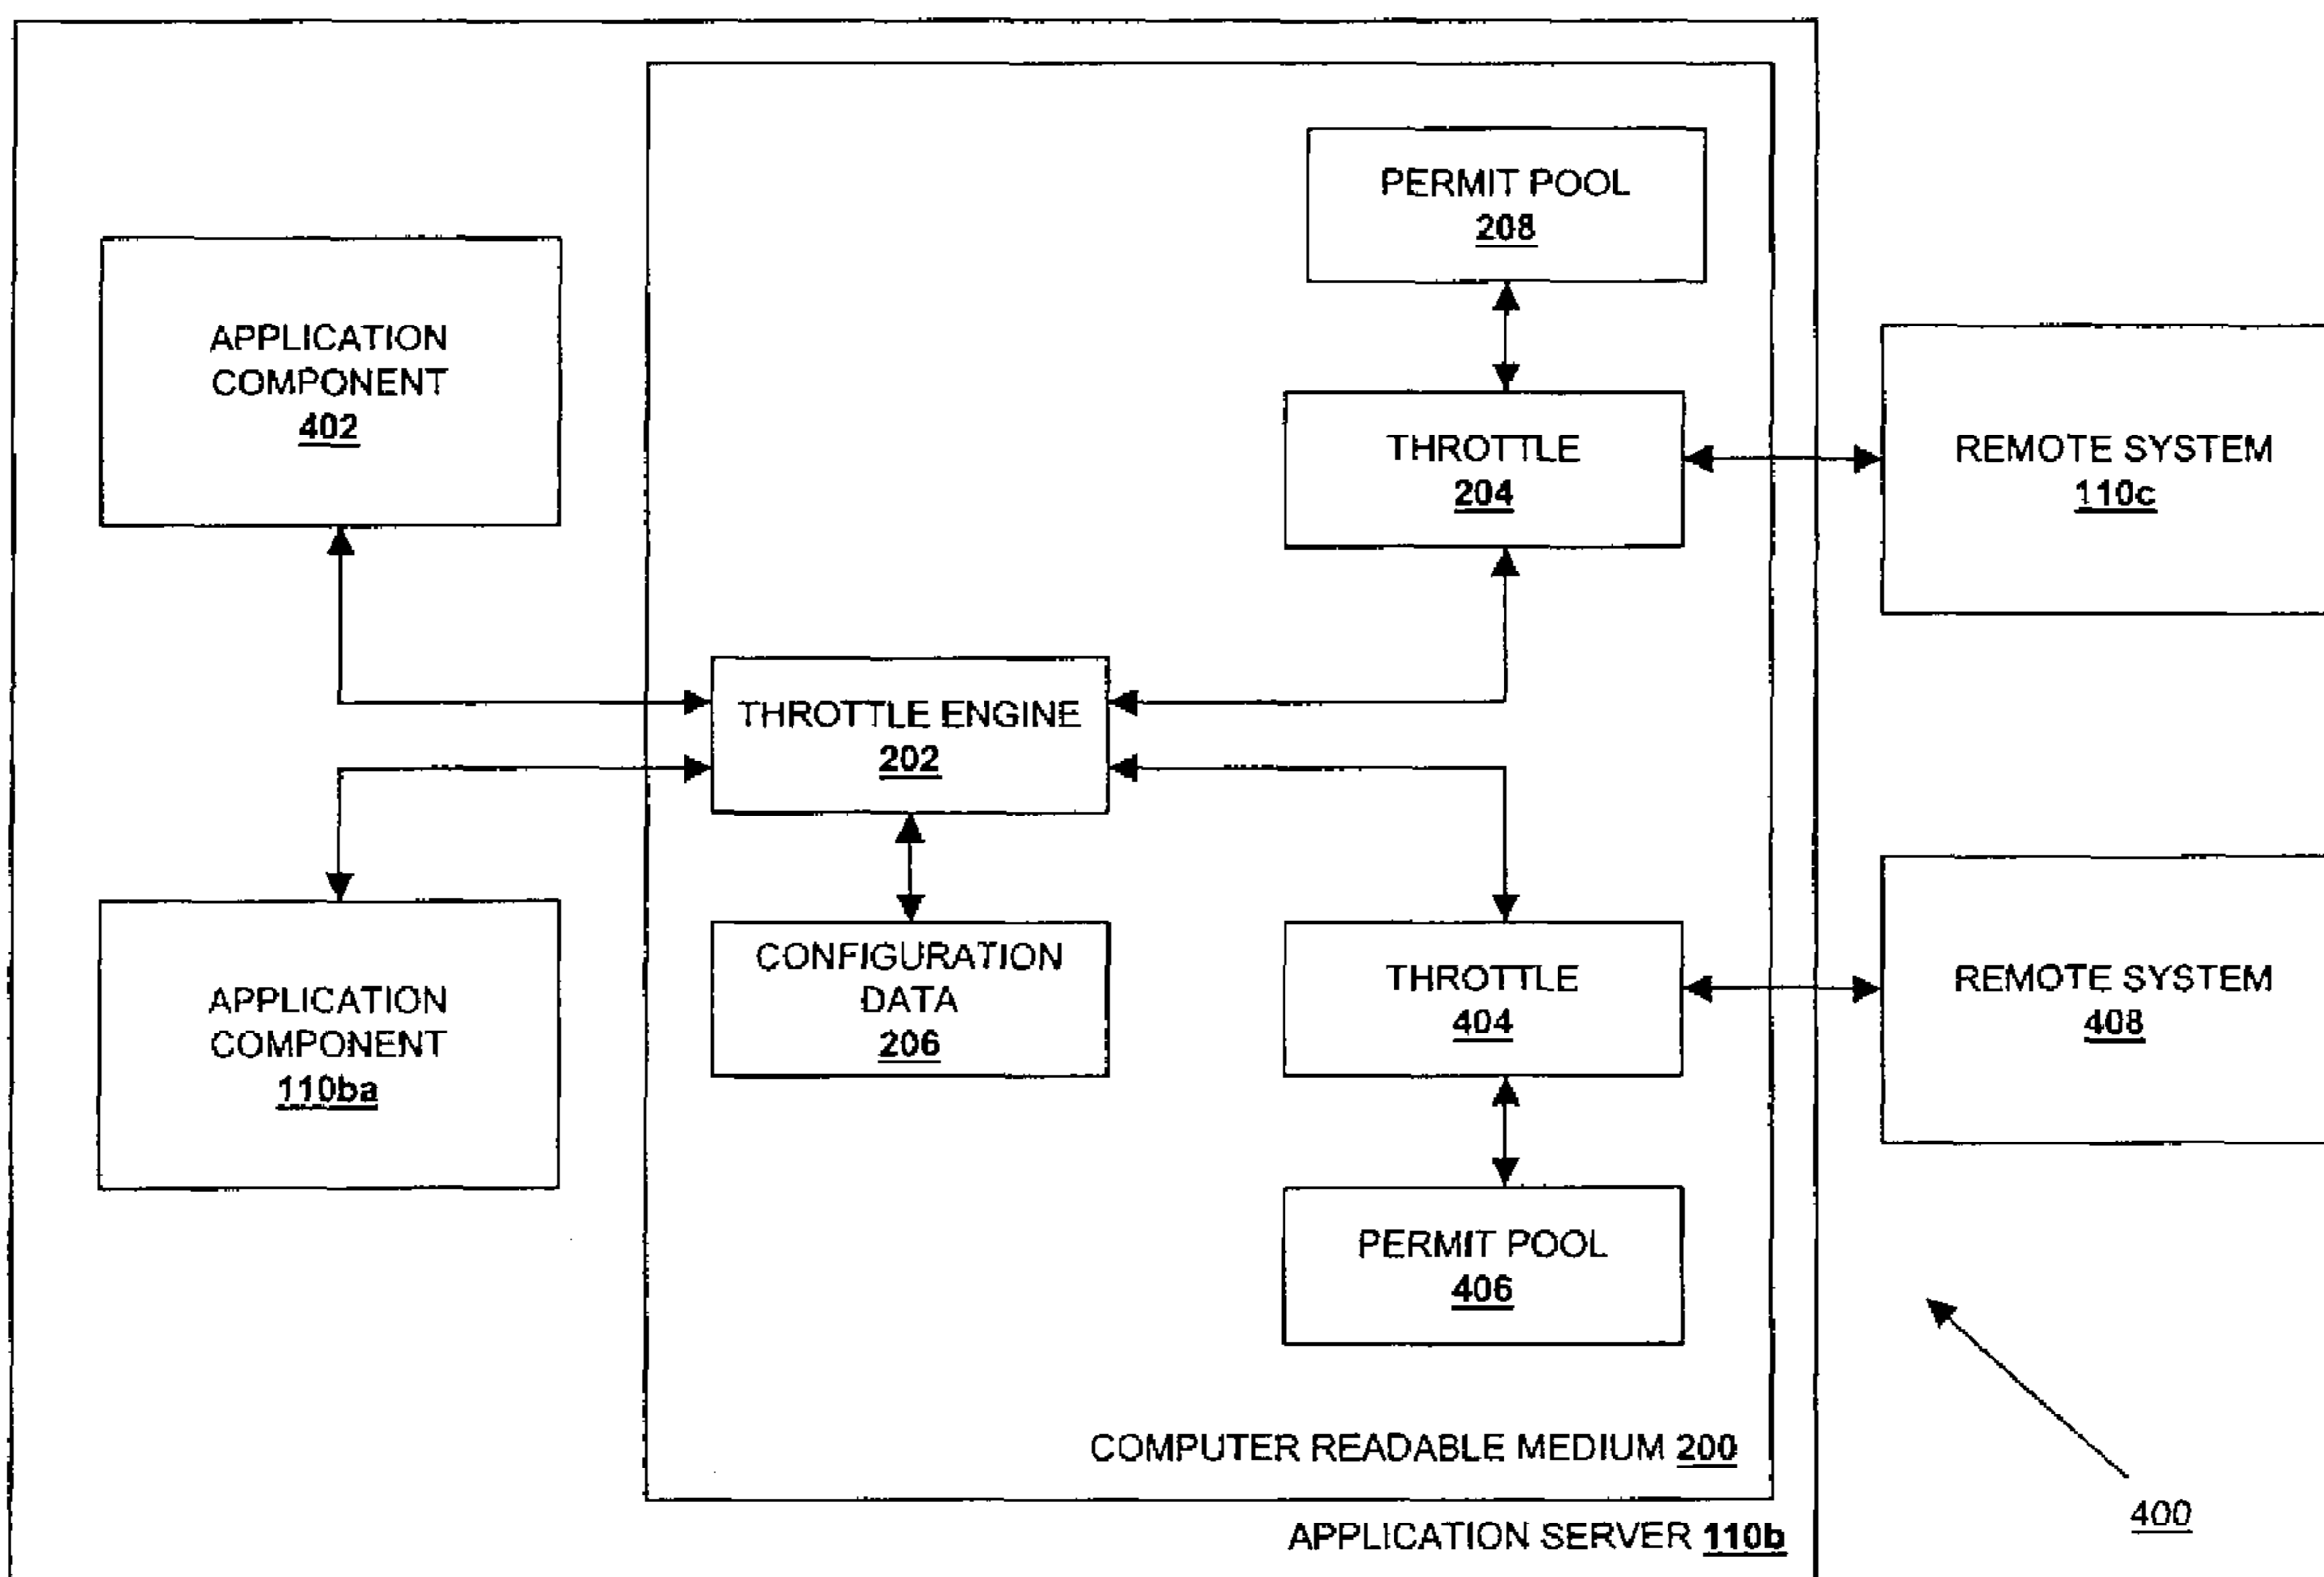 PERMIT POOL
208
APPLICATION
COMPONENT
402
THROTTLE
204
REMOTE SYSTEM
110c
THROTTLE ENGINE
202
CONFIGURATION
DATA
206
APPLICATION
COMPONENT
110ba
THROTTLE
404
REMOTE SYSTEM
408
PERMIT POOL
406
COMPUTER READABLE MEDIUM 200
APPLICATION SERVER 110b
400